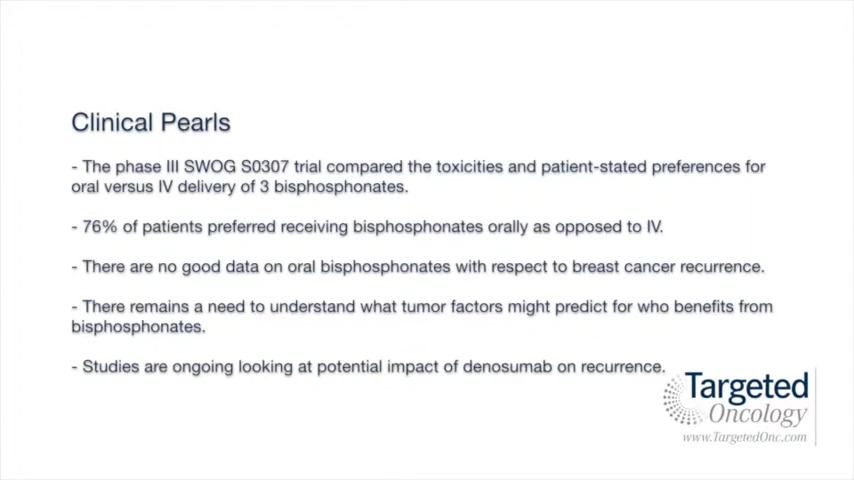 Clinical Pearls
- The phase III SWOG S0307 trial compared the toxicities and patient-stated preferences for
oral versus IV delivery of 3 bisphosphonates.
- 76% of patients preferred receiving bisphosphonates orally as opposed to IV.
- There are no good data on oral bisphosphonates with respect to breast cancer recurrence.
- There remains a need to understand what tumor factors might predict for who benefits from
bisphosphonates.
- Studies are ongoing looking at potential impact of denosumab on recurrence.
Targeted
Oncology
www.TargetedOnc.com